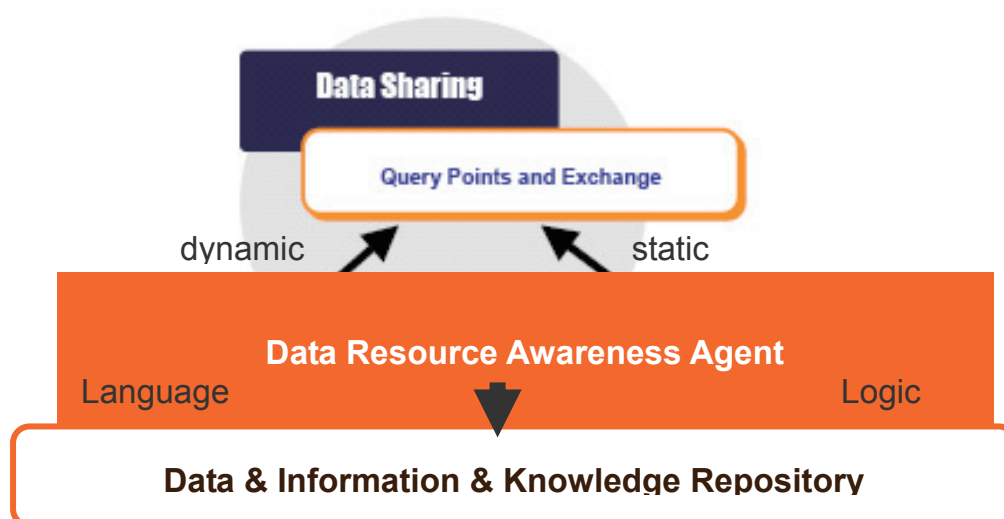 Data Sharing
Query Points and Exchange
dynamic
static
Data Resource Awareness Agent
Language
Logic
Data & Information & Knowledge Repository